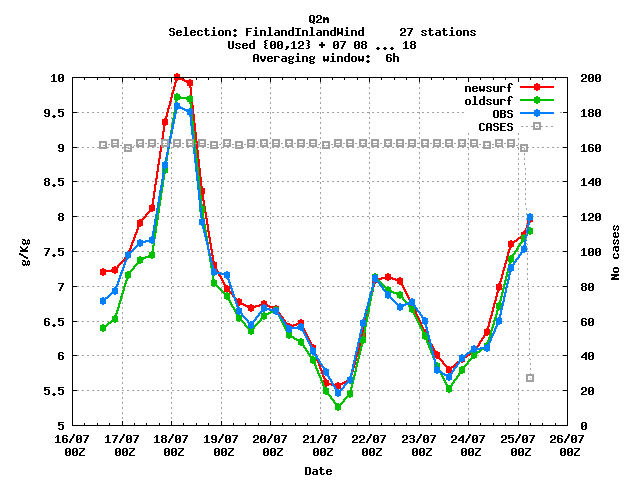 Q2m
Selection: FinlandInlandWind     27 stations
Used {00,12} + 07 08 ... 18
Averaging window:  6h
newsurf
oldsurf
OBS
CASES
10
9.5
9
8.5
8
7.5
7
6.5
6
5.5
5
g/Kg
200
180
160
140
120
100
80
60
40
20
0
No cases
16/07 17/07 18/07 19/07 20/07 21/07 22/07 23/07 24/07 25/07 26/07
00Z 00Z 00Z 00Z 00Z 00Z 00Z 00Z 00Z 00Z 00Z
Date